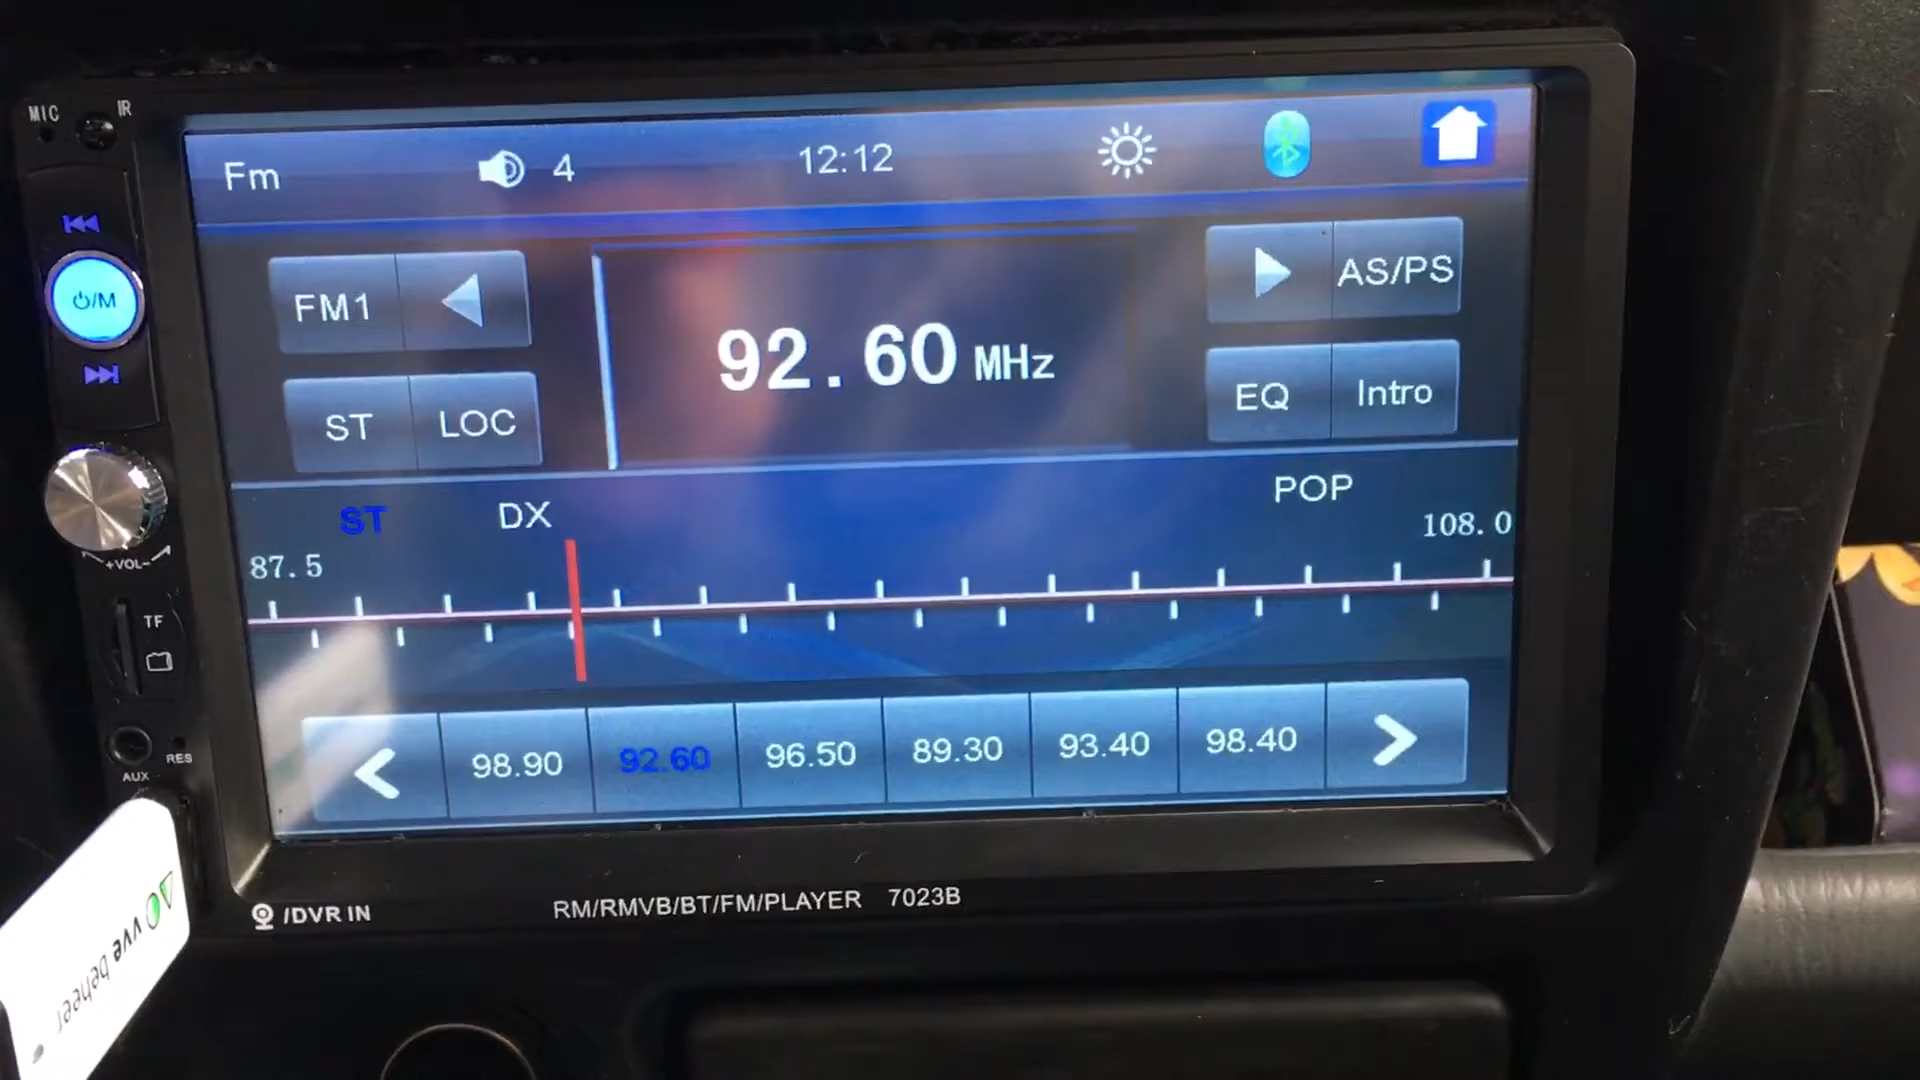 MIC IR
Fm 4 12:12
FM1 AS/PS
⏻/M
92.60 MHz
ST LOC EQ Intro
ST DX POP
87.5 108.0
+VOL-
TF
98.90 92.60 96.50 89.30 93.40 98.40
RES
AUX
/DVR IN RM/RMVB/BT/FM/PLAYER 7023B
vve beheer